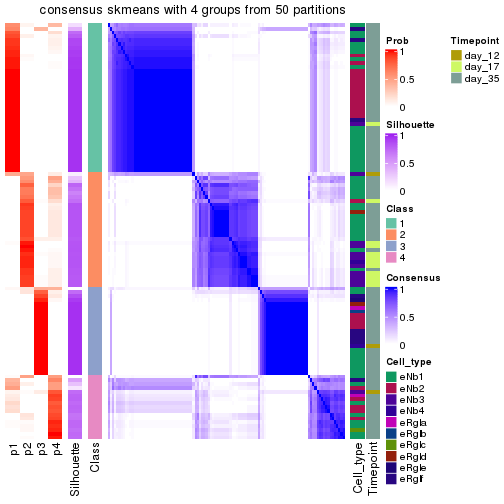 consensus skmeans with 4 groups from 50 partitions
Prob
1
0.5
0
Timepoint
day_12
day_17
day_35
Silhouette
1
0.5
0
Class
1
2
3
4
Consensus
1
0.5
0
Cell_type
eNb1
eNb2
eNb3
eNb4
eRgla
eRglb
eRglc
eRgld
eRgle
eRglf
p1
p2
p3
p4
Silhouette
Class
Cell_type
Timepoint